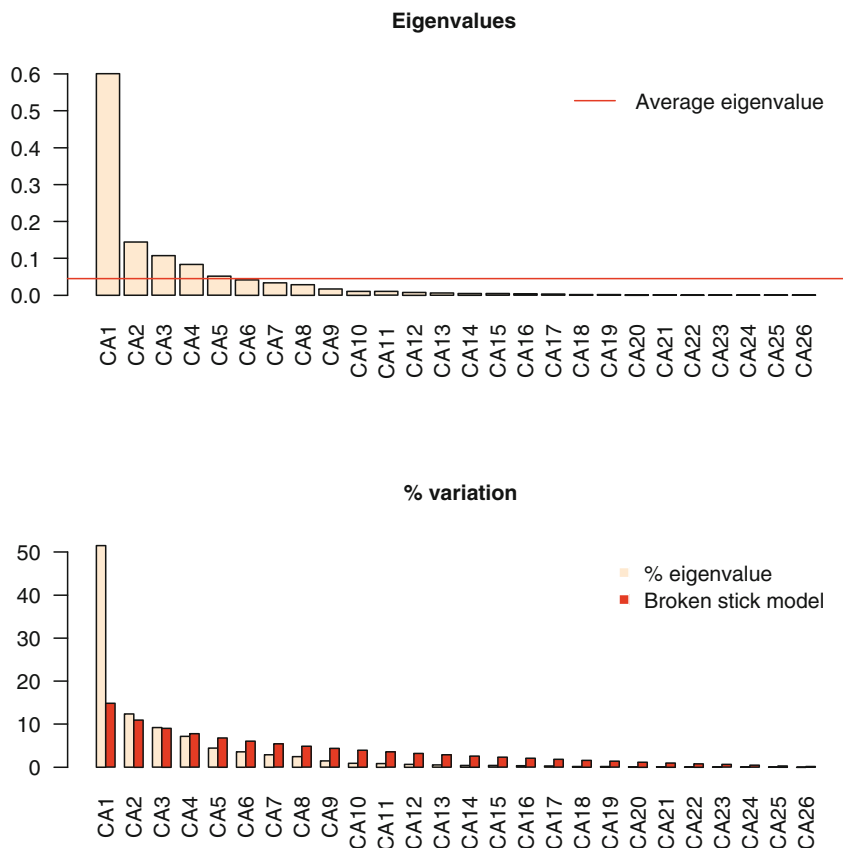 Eigenvalues
0.6
0.5
0.4
0.3
0.2
0.1
0.0
Average eigenvalue
CA1 CA2 CA3 CA4 CA5 CA6 CA7 CA8 CA9 CA10 CA11 CA12 CA13 CA14 CA15 CA16 CA17 CA18 CA19 CA20 CA21 CA22 CA23 CA24 CA25 CA26
% variation
50
40
30
20
10
0
% eigenvalue
Broken stick model
CA1 CA2 CA3 CA4 CA5 CA6 CA7 CA8 CA9 CA10 CA11 CA12 CA13 CA14 CA15 CA16 CA17 CA18 CA19 CA20 CA21 CA22 CA23 CA24 CA25 CA26